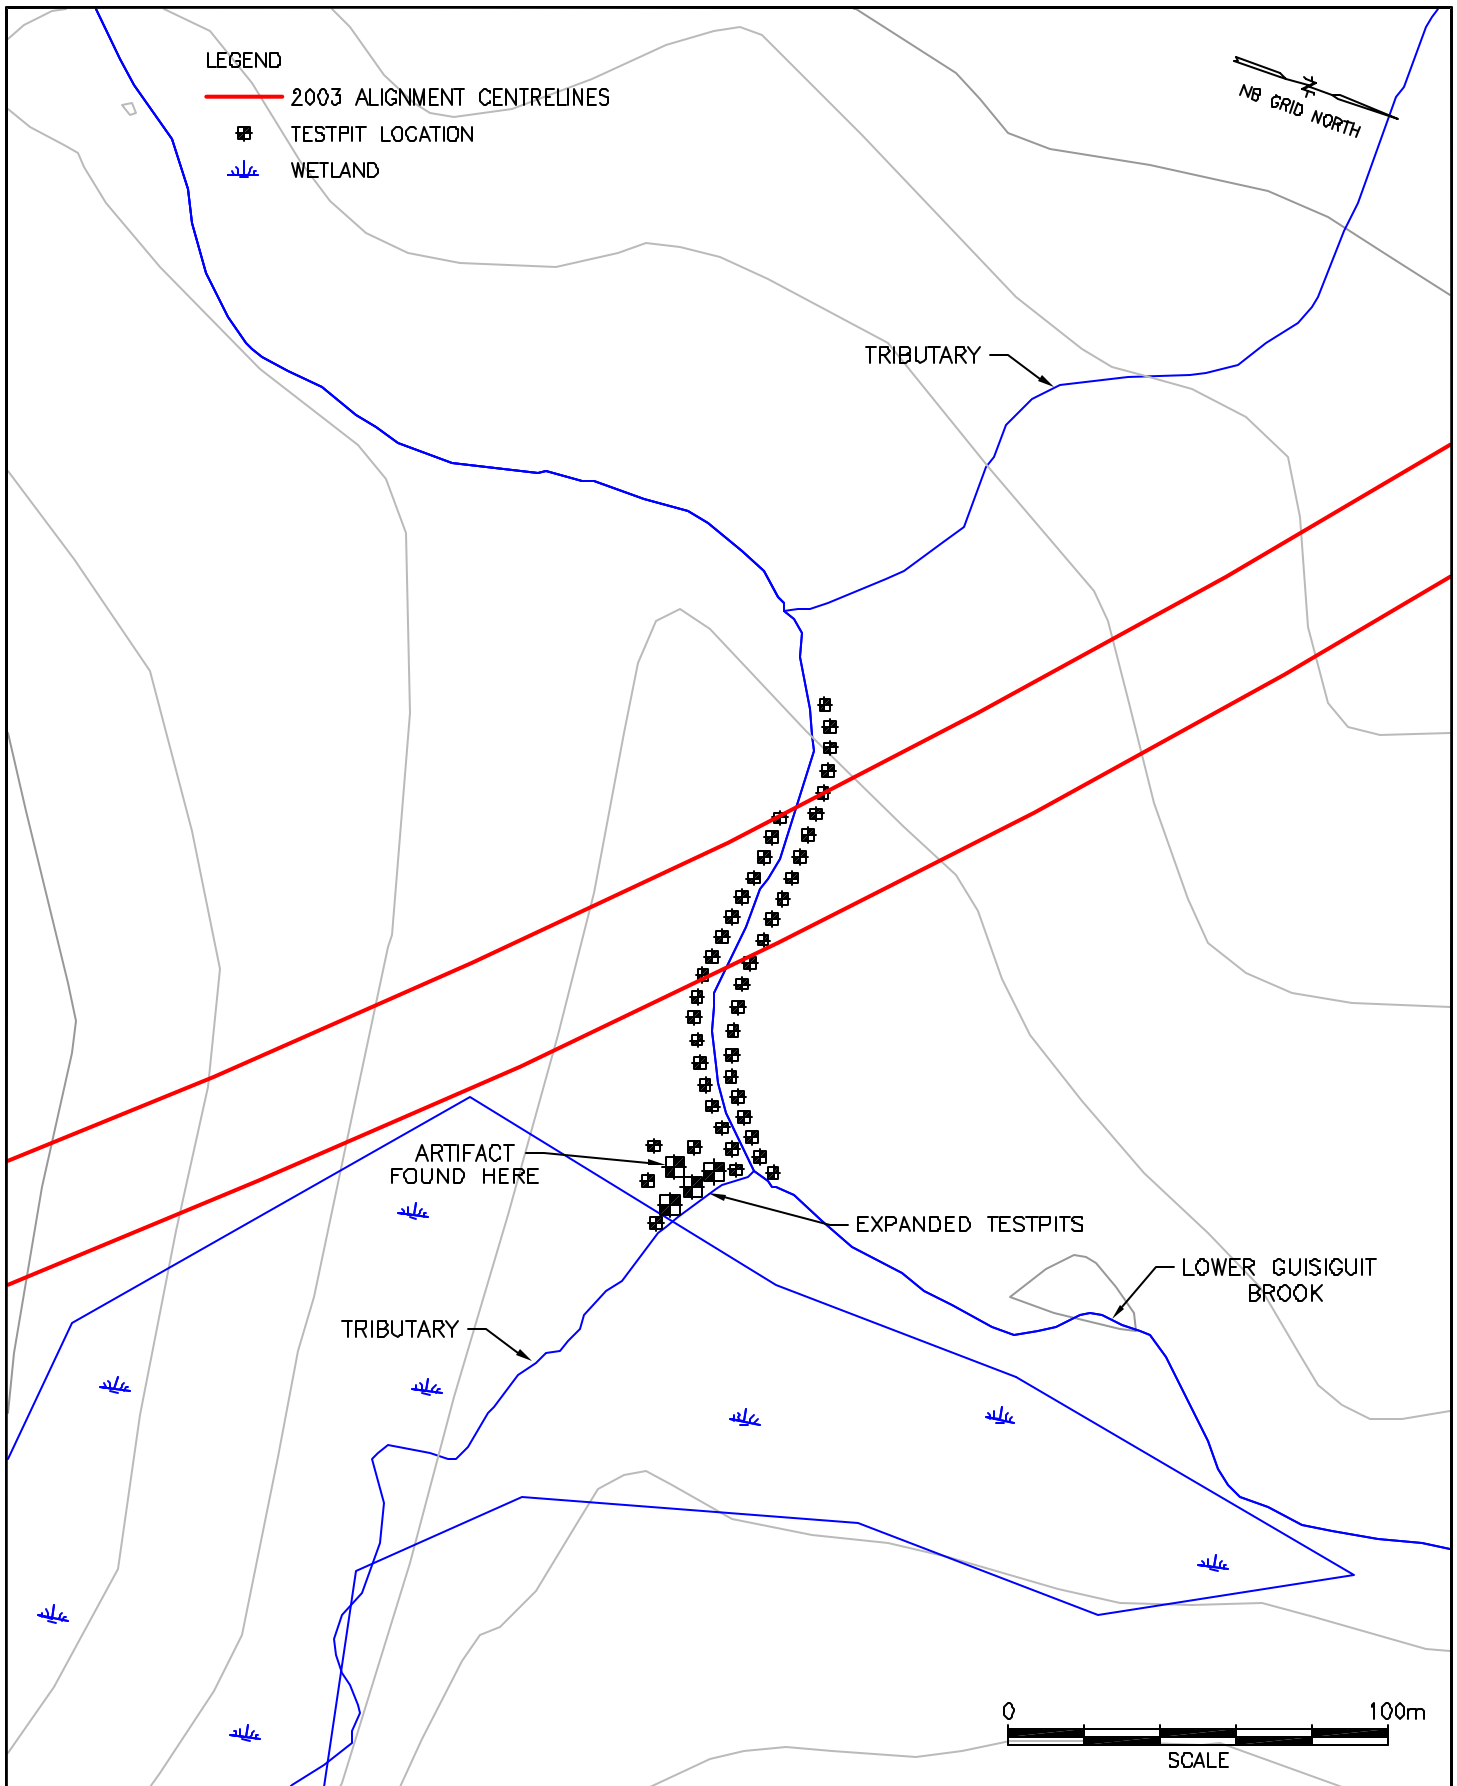 LEGEND
2003 ALIGNMENT CENTRELINES
TESTPIT LOCATION
WETLAND
N
NB GRID NORTH
TRIBUTARY
ARTIFACT
FOUND HERE
EXPANDED TESTPITS
LOWER GUISIGUIT
BROOK
TRIBUTARY
0 100m
SCALE